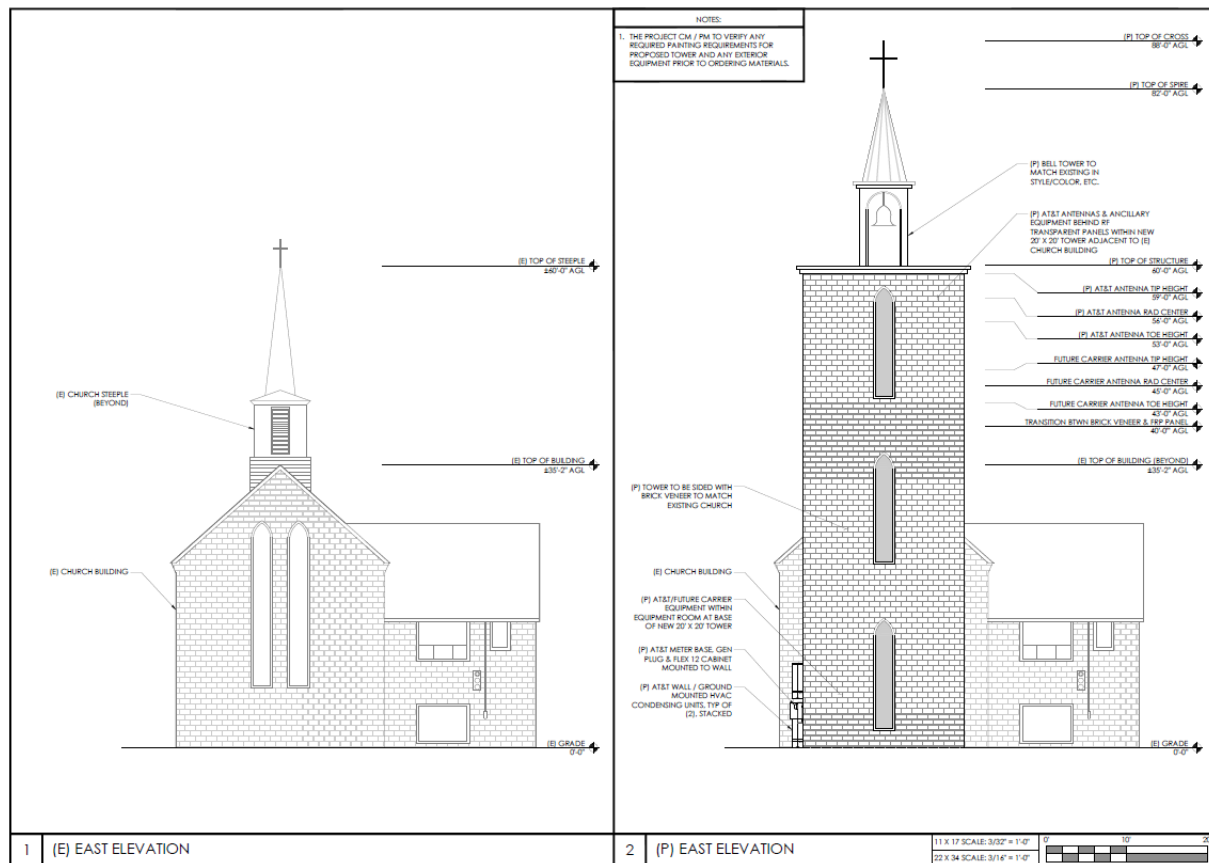 (E) TOP OF STEEPLE
±60'-0" AGL
(E) CHURCH STEEPLE
(BEYOND)
(E) TOP OF BUILDING
±35'-2" AGL
(E) CHURCH BUILDING
(E) GRADE
0'-0"
1 (E) EAST ELEVATION
NOTES:
1. THE PROJECT CM / PM TO VERIFY ANY
REQUIRED PAINTING REQUIREMENTS FOR
PROPOSED TOWER AND ANY EXTERIOR
EQUIPMENT PRIOR TO ORDERING MATERIALS.
(P) TOP OF CROSS
88'-0" AGL
(P) TOP OF SPIRE
82'-0" AGL
(P) BELL TOWER TO
MATCH EXISTING IN
STYLE/COLOR, ETC.
(P) AT&T ANTENNAS & ANCILLARY
EQUIPMENT BEHIND RF
TRANSPARENT PANELS WITHIN NEW
20' X 20' TOWER ADJACENT TO (E)
CHURCH BUILDING
(P) TOP OF STRUCTURE
60'-0" AGL
(P) AT&T ANTENNA TIP HEIGHT
59'-0" AGL
(P) AT&T ANTENNA RAD CENTER
56'-0" AGL
(P) AT&T ANTENNA TOE HEIGHT
53'-0" AGL
FUTURE CARRIER ANTENNA TIP HEIGHT
47'-0" AGL
FUTURE CARRIER ANTENNA RAD CENTER
45'-0" AGL
FUTURE CARRIER ANTENNA TOE HEIGHT
43'-0" AGL
TRANSITION BTWN BRICK VENEER & FRP PANEL
40'-0" AGL
(E) TOP OF BUILDING (BEYOND)
±35'-2" AGL
(P) TOWER TO BE SIDED WITH
BRICK VENEER TO MATCH
EXISTING CHURCH
(E) CHURCH BUILDING
(P) AT&T/FUTURE CARRIER
EQUIPMENT WITHIN
EQUIPMENT ROOM AT BASE
OF NEW 20' X 20' TOWER
(P) AT&T METER BASE, GEN
PLUG & FLEX 12 CABINET
MOUNTED TO WALL
(P) AT&T WALL / GROUND
MOUNTED HVAC
CONDENSING UNITS, TYP OF
(2), STACKED
(E) GRADE
0'-0"
2 (P) EAST ELEVATION
11 X 17 SCALE: 3/32" = 1'-0"
22 X 34 SCALE: 3/16" = 1'-0"
0' 10' 20'